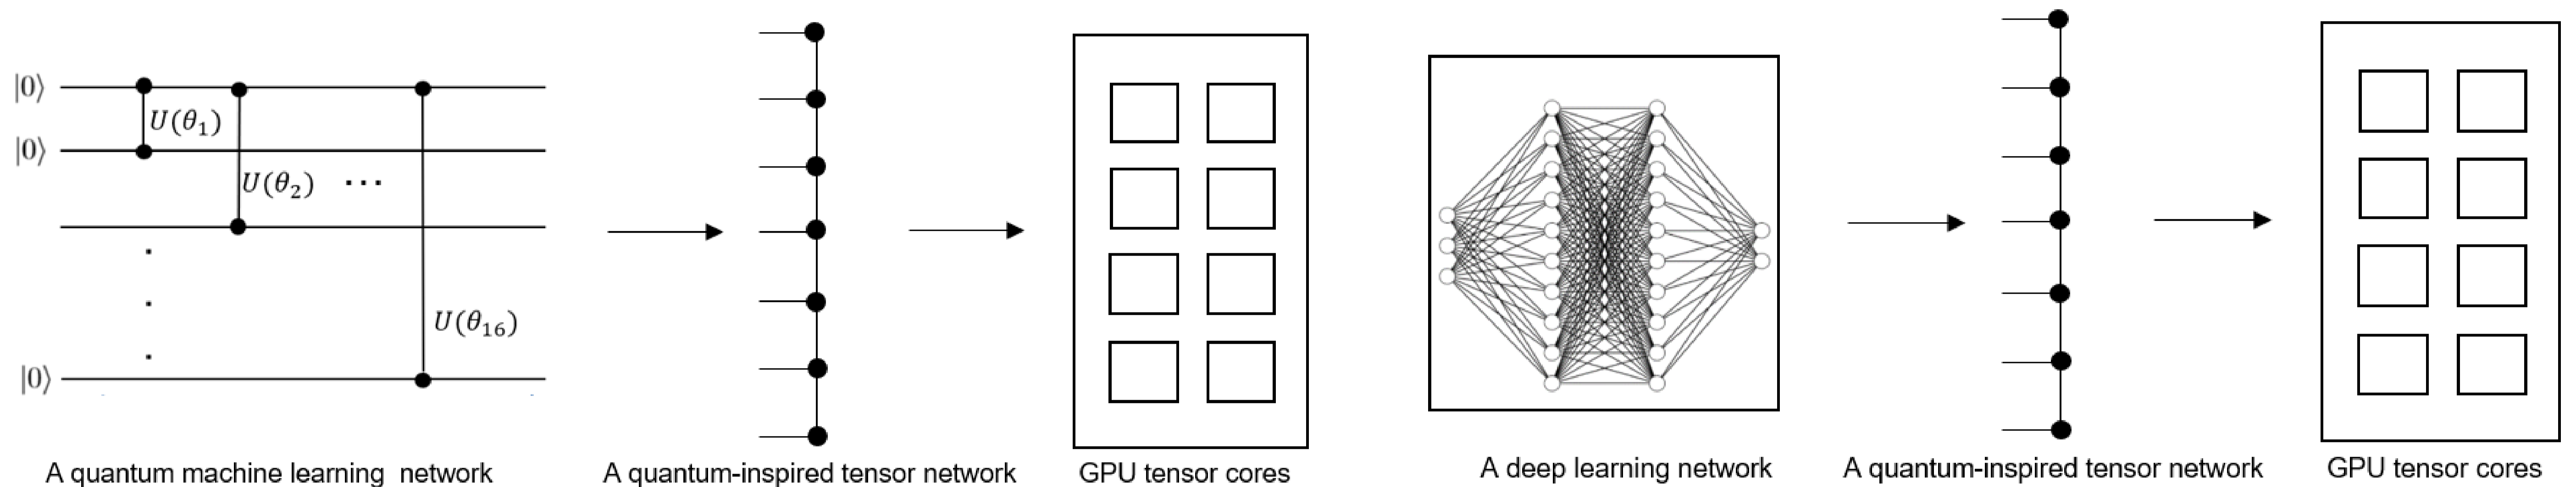 |0⟩
U(θ₁)
|0⟩
U(θ₂) ···
U(θ₁₆)
|0⟩
A quantum machine learning network
A quantum-inspired tensor network
GPU tensor cores
A deep learning network
A quantum-inspired tensor network
GPU tensor cores